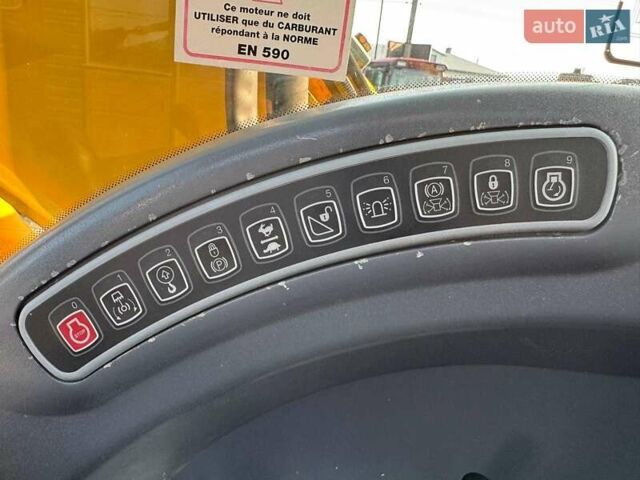 Ce moteur ne doit
UTILISER que du CARBURANT
répondant à la NORME
EN 590
auto RIA
0 1 2 3 4 5 6 7 8 9
STOP
P
A